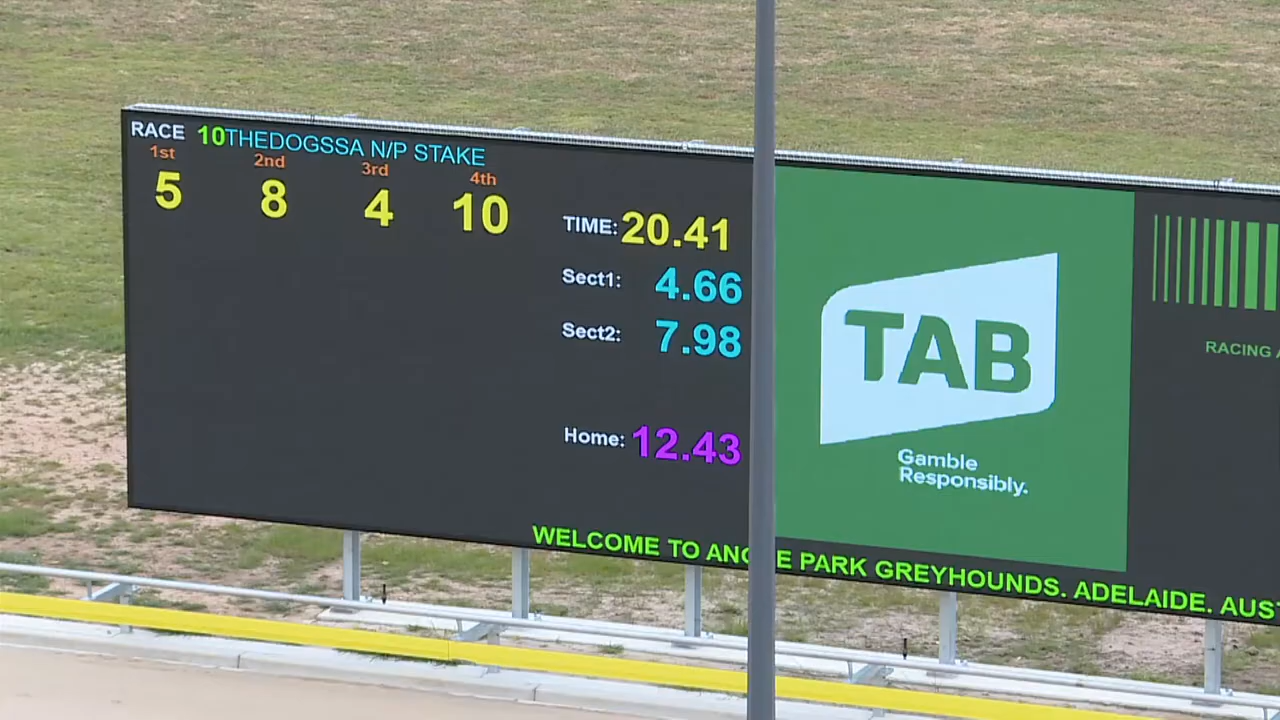 RACE 10THEDOGSSA N/P STAKE
1st 2nd 3rd 4th
5 8 4 10
TIME: 20.41
Sect1: 4.66
Sect2: 7.98
Home: 12.43
TAB
Gamble
Responsibly.
RACING
WELCOME TO PARK GREYHOUNDS. ADELAIDE. AUS